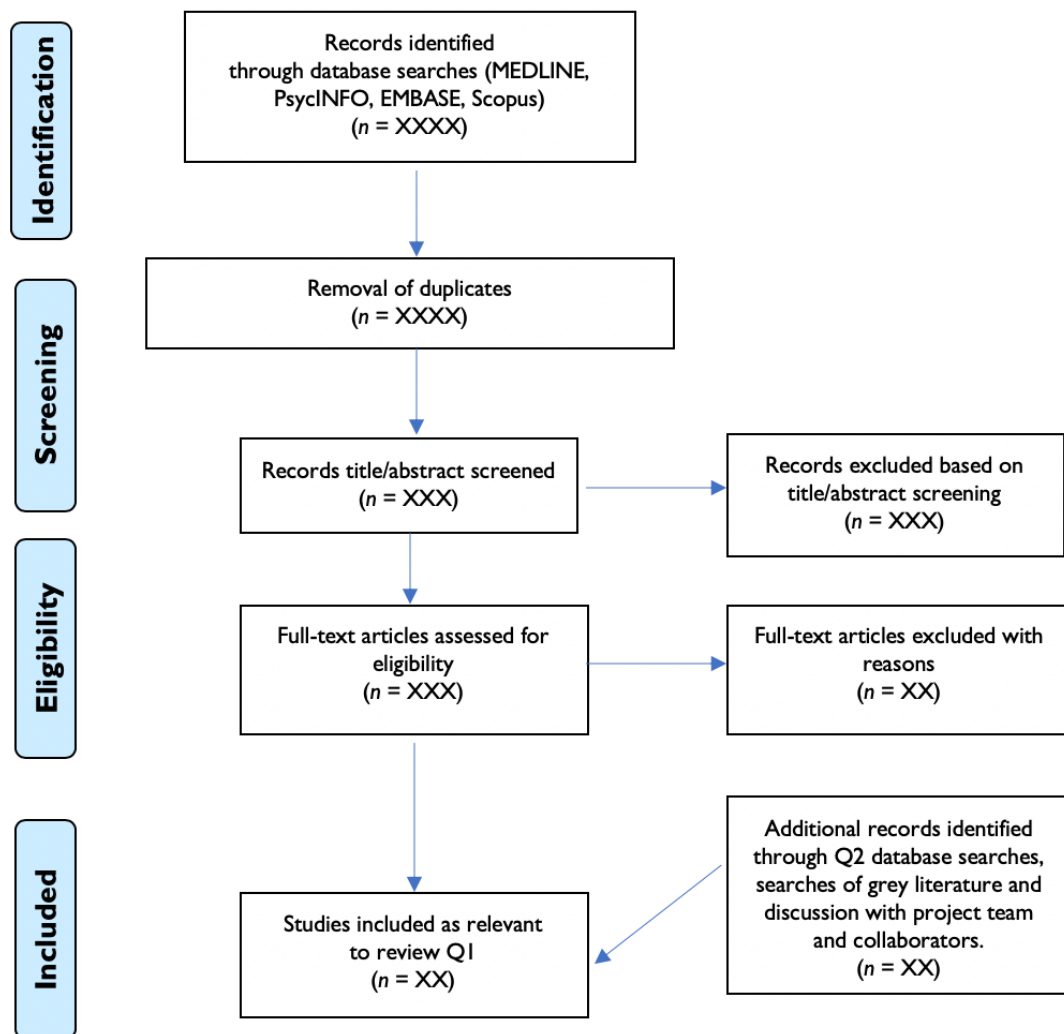 Identification
Records identified
through database searches (MEDLINE,
PsycINFO, EMBASE, Scopus)
(n = XXXX)
Screening
Removal of duplicates
(n = XXXX)
Records title/abstract screened
(n = XXX)
Records excluded based on
title/abstract screening
(n = XXX)
Eligibility
Full-text articles assessed for
eligibility
(n = XXX)
Full-text articles excluded with
reasons
(n = XX)
Included
Studies included as relevant
to review Q1
(n = XX)
Additional records identified
through Q2 database searches,
searches of grey literature and
discussion with project team
and collaborators.
(n = XX)